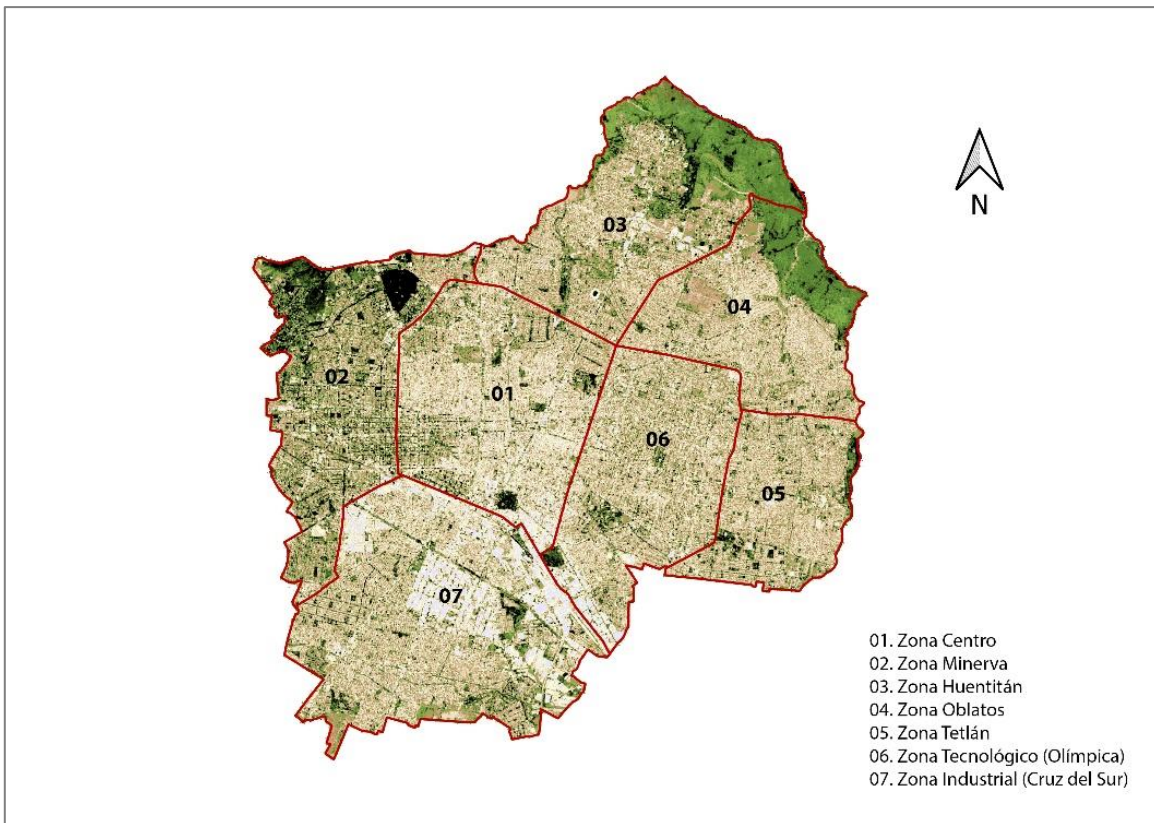 N
03
04
02
01
06
05
07
01. Zona Centro
02. Zona Minerva
03. Zona Huentitán
04. Zona Oblatos
05. Zona Tetlán
06. Zona Tecnológico (Olímpica)
07. Zona Industrial (Cruz del Sur)